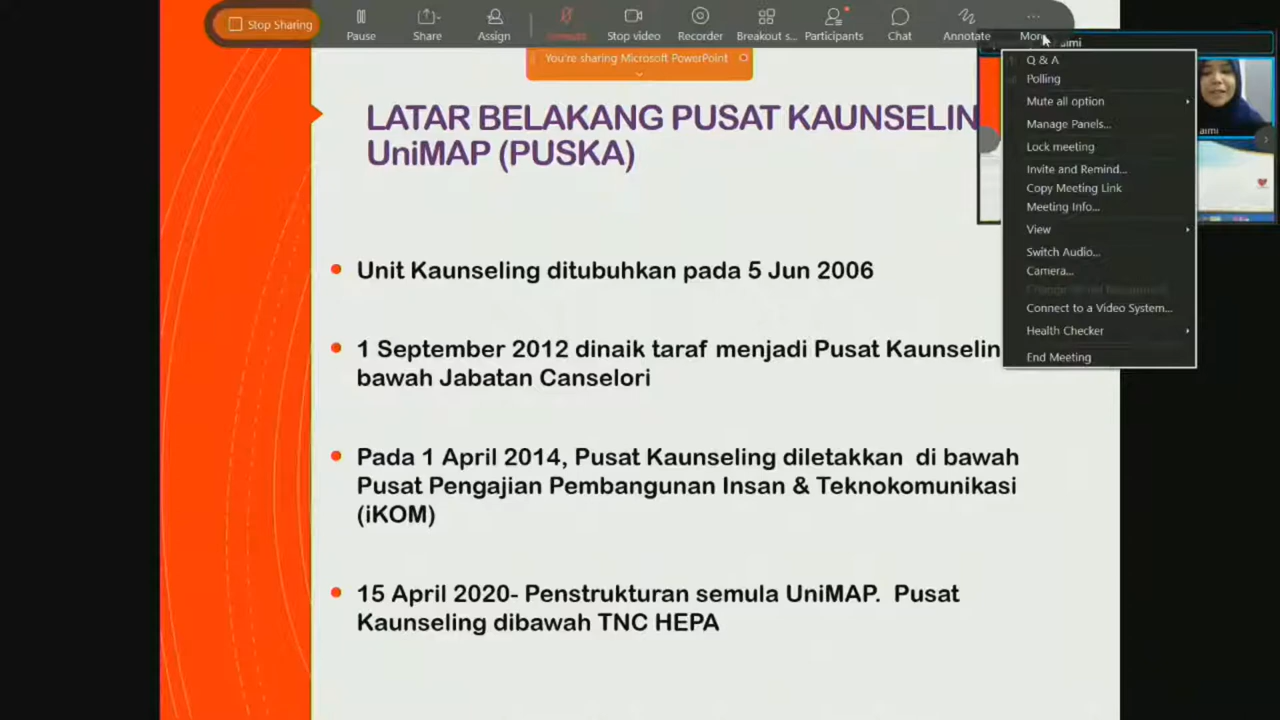 Stop Sharing
Pause
Share
Assign
Stop video
Recorder
Breakout s...
Participants
Chat
Annotate
More
You're sharing Microsoft PowerPoint
LATAR BELAKANG PUSAT KAUNSELIN
UniMAP (PUSKA)
Unit Kaunseling ditubuhkan pada 5 Jun 2006
1 September 2012 dinaik taraf menjadi Pusat Kaunselin
bawah Jabatan Canselori
Pada 1 April 2014, Pusat Kaunseling diletakkan di bawah
Pusat Pengajian Pembangunan Insan & Teknokomunikasi
(iKOM)
15 April 2020- Penstrukturan semula UniMAP. Pusat
Kaunseling dibawah TNC HEPA
Q & A
Polling
Mute all option
Manage Panels...
Lock meeting
Invite and Remind...
Copy Meeting Link
Meeting Info...
View
Switch Audio...
Camera...
Connect to a Video System...
Health Checker
End Meeting